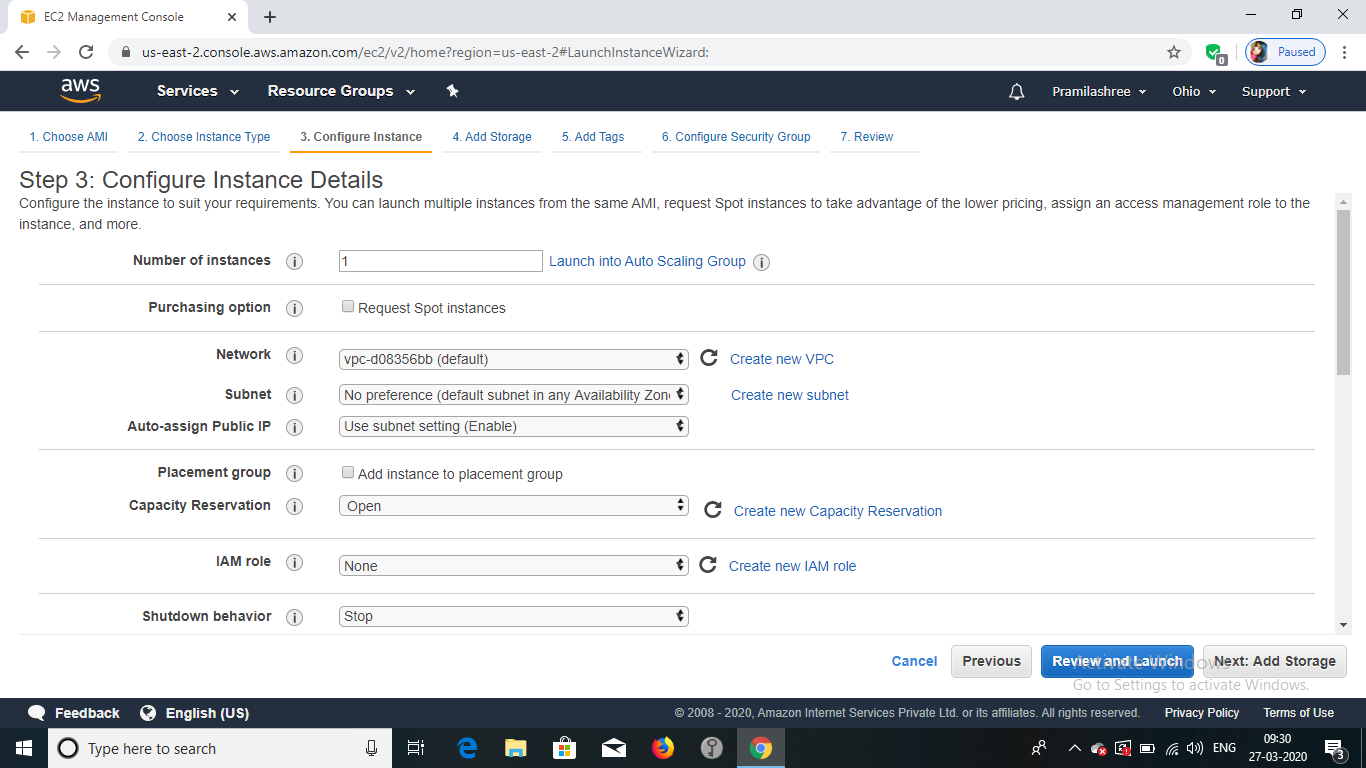 EC2 Management Console
us-east-2.console.aws.amazon.com/ec2/v2/home?region=us-east-2#LaunchInstanceWizard:
0
Paused
aws
Services
Resource Groups
Pramilashree
Ohio
Support
1. Choose AMI
2. Choose Instance Type
3. Configure Instance
4. Add Storage
5. Add Tags
6. Configure Security Group
7. Review
Step 3: Configure Instance Details
Configure the instance to suit your requirements. You can launch multiple instances from the same AMI, request Spot instances to take advantage of the lower pricing, assign an access management role to the
instance, and more.
Number of instances
1
Launch into Auto Scaling Group
Purchasing option
Request Spot instances
Network
vpc-d08356bb (default)
Create new VPC
Subnet
No preference (default subnet in any Availability Zon
Create new subnet
Auto-assign Public IP
Use subnet setting (Enable)
Placement group
Add instance to placement group
Capacity Reservation
Open
Create new Capacity Reservation
IAM role
None
Create new IAM role
Shutdown behavior
Stop
Cancel
Previous
Review and Launch
Next: Add Storage
Activate Windows
Go to Settings to activate Windows.
Feedback
English (US)
© 2008 - 2020, Amazon Internet Services Private Ltd. or its affiliates. All rights reserved.
Privacy Policy
Terms of Use
Type here to search
ENG
09:30
27-03-2020
3